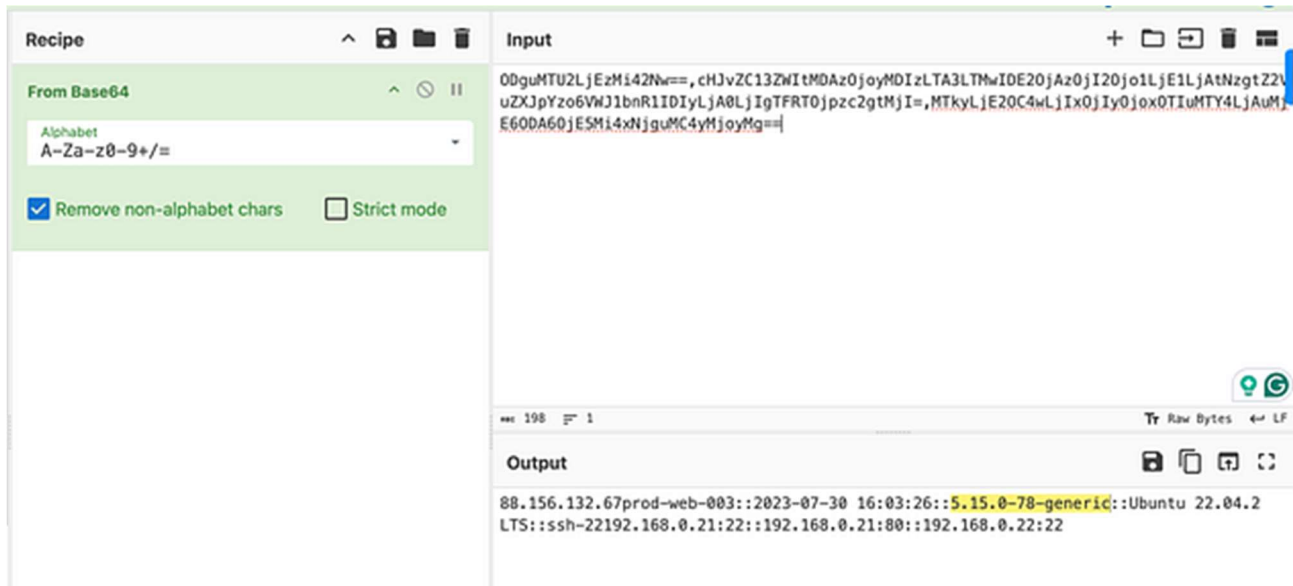 Recipe
From Base64
Alphabet
A-Za-z0-9+/=
Remove non-alphabet chars
Strict mode
Input
ODguMTU2LjEzMi42Nw==,cHJvZC13ZWItMDAzOjoyMDIzLTA3LTMwIDE2OjAzOjI2Ojo1LjE1LjAtNzgtZ2V
uZXJpYzo6VWJ1bnR1IDIyLjA0LjIgTFRTOjpzc2gtMjI=,MTkyLjE2OC4wLjIxOjIyOjoxOTIuMTY4LjAuMj
E6ODA6OjE5Mi4xNjguMC4yMjoyMg==
198 1
Raw Bytes LF
Output
88.156.132.67prod-web-003::2023-07-30 16:03:26::5.15.0-78-generic::Ubuntu 22.04.2
LTS::ssh-22192.168.0.21:22::192.168.0.21:80::192.168.0.22:22